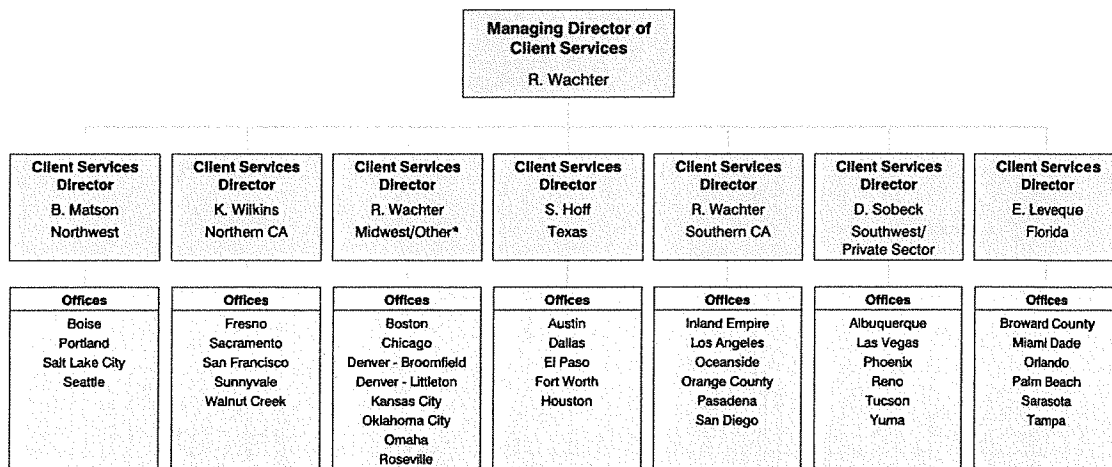 Managing Director of
Client Services
R. Wachter
Client Services
Director
B. Matson
Northwest
Client Services
Director
K. Wilkins
Northern CA
Client Services
Director
R. Wachter
Midwest/Other*
Client Services
Director
S. Hoff
Texas
Client Services
Director
R. Wachter
Southern CA
Client Services
Director
D. Sobeck
Southwest/
Private Sector
Client Services
Director
E. Leveque
Florida
Offices
Boise
Portland
Salt Lake City
Seattle
Offices
Fresno
Sacramento
San Francisco
Sunnyvale
Walnut Creek
Offices
Boston
Chicago
Denver - Broomfield
Denver - Littleton
Kansas City
Oklahoma City
Omaha
Roseville
Offices
Austin
Dallas
El Paso
Fort Worth
Houston
Offices
Inland Empire
Los Angeles
Oceanside
Orange County
Pasadena
San Diego
Offices
Albuquerque
Las Vegas
Phoenix
Reno
Tucson
Yuma
Offices
Broward County
Miami Dade
Orlando
Palm Beach
Sarasota
Tampa